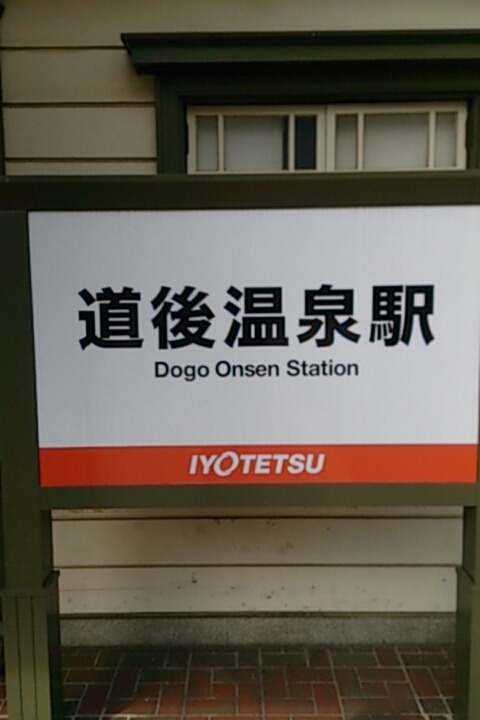 道後温泉駅
Dogo Onsen Station
IYOTETSU